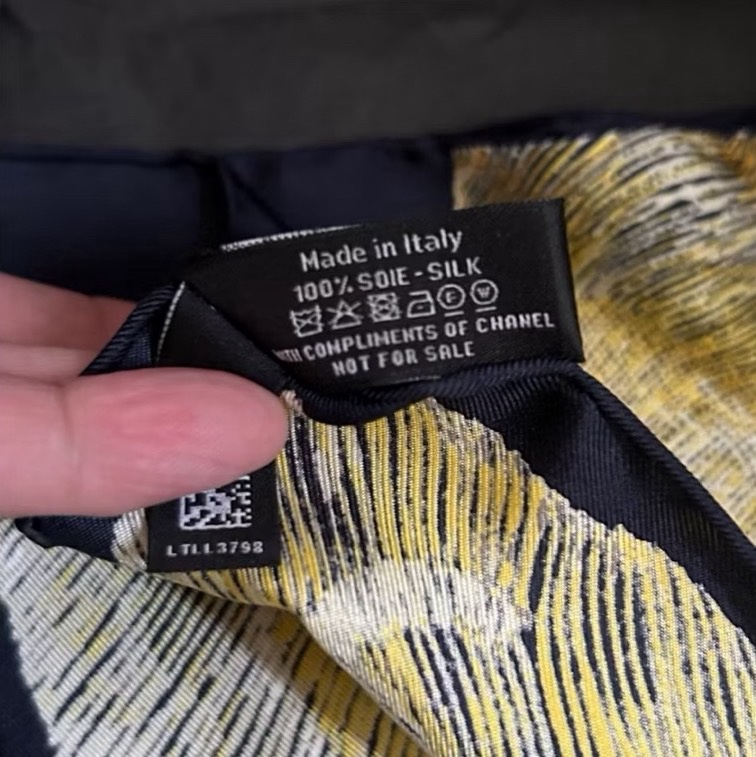 Made in Italy
100% SOIE - SILK
F W
COMPLIMENTS OF CHANEL
NOT FOR SALE
LTLL3798